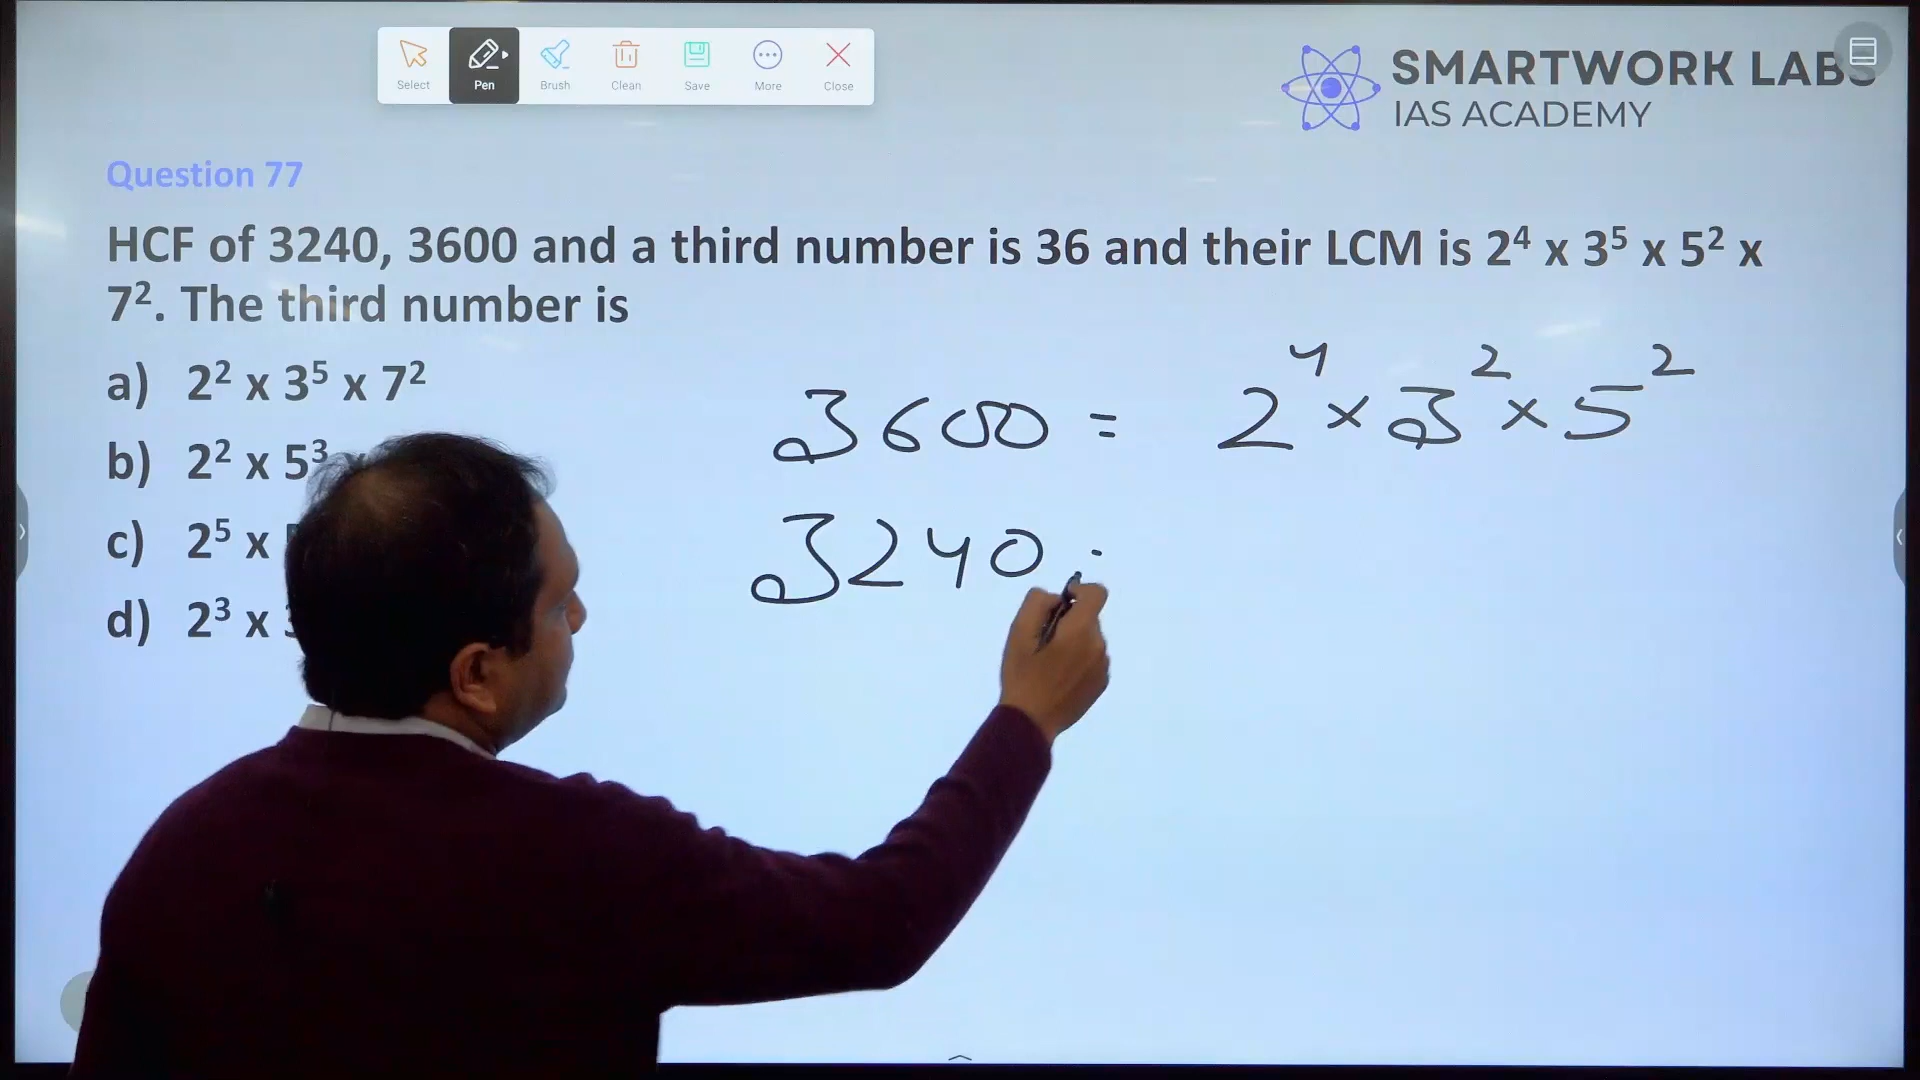 Select Pen Brush Clean Save More Close
SMARTWORK LABS
IAS ACADEMY
Question 77
HCF of 3240, 3600 and a third number is 36 and their LCM is 2⁴ x 3⁵ x 5² x
7². The third number is
a) 2² x 3⁵ x 7²
b) 2² x 5³
c) 2⁵ x
d) 2³ x
3600 = 2⁴ × 3² × 5²
3240